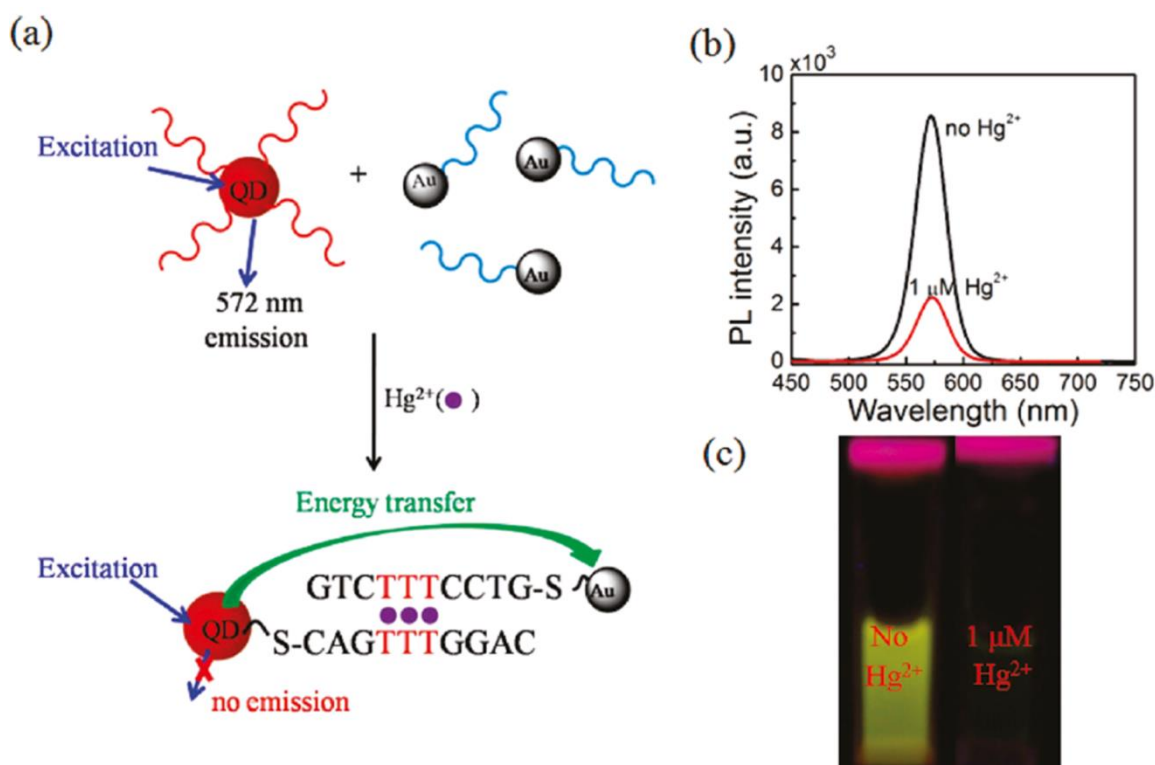 (a)
Excitation
QD
+
Au
Au
Au
572 nm
emission
Hg²⁺( )
Energy transfer
Excitation
GTCTTTCCTG-S
Au
QD
S-CAGTTTGGAC
X
no emission
(b)
10 ×10³
8
6
4
2
0
PL intensity (a.u.)
no Hg²⁺
1 µM Hg²⁺
450 500 550 600 650 700 750
Wavelength (nm)
(c)
No
Hg²⁺
1 µM
Hg²⁺